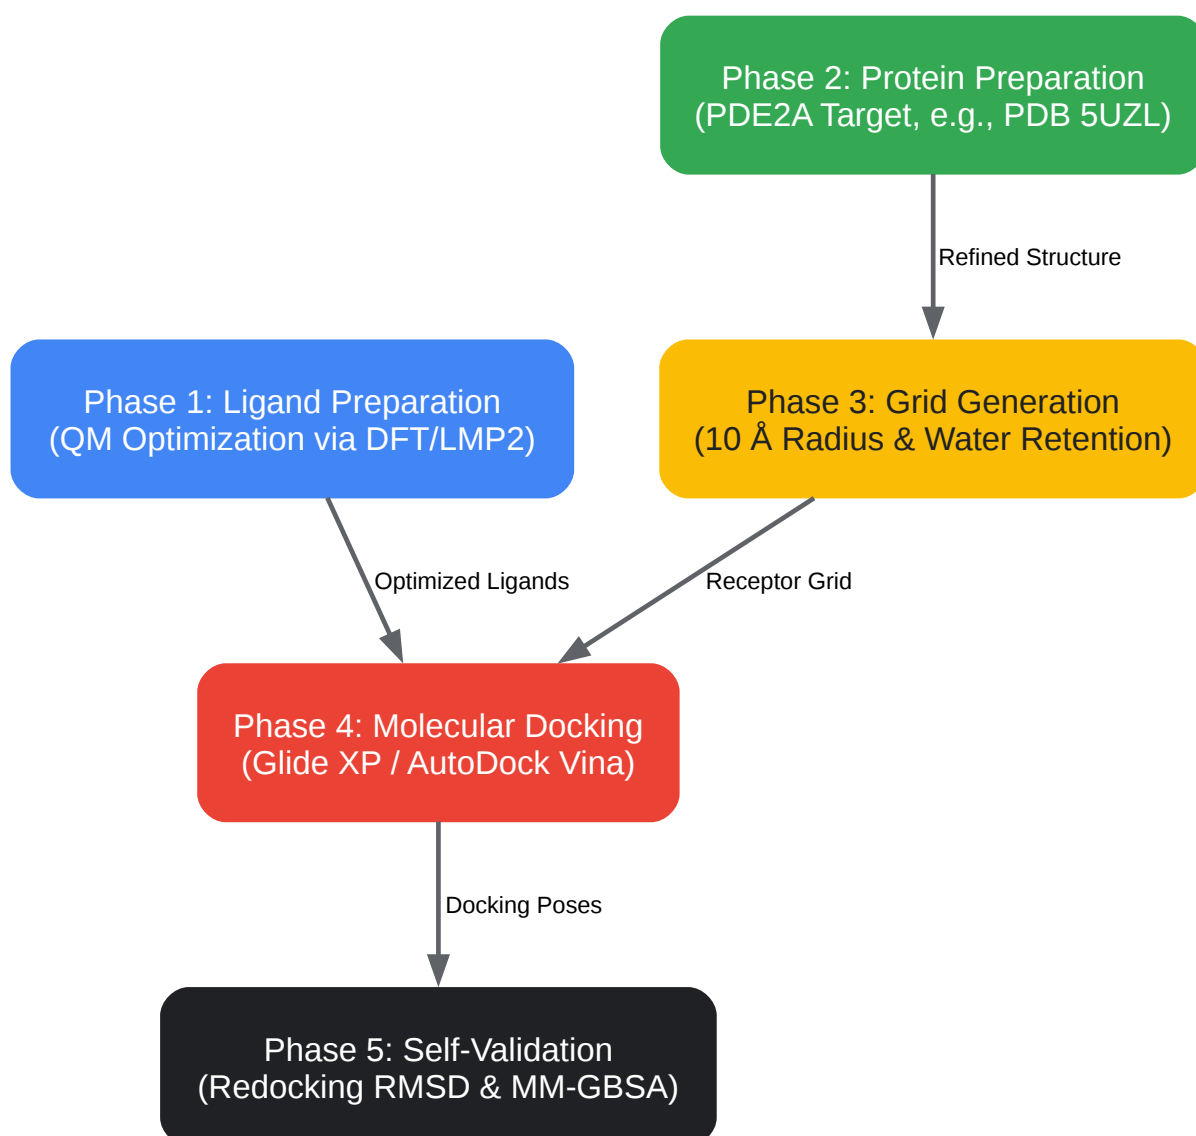 Phase 2: Protein Preparation
(PDE2A Target, e.g., PDB 5UZL)
Refined Structure
Phase 1: Ligand Preparation
(QM Optimization via DFT/LMP2)
Phase 3: Grid Generation
(10 Å Radius & Water Retention)
Optimized Ligands
Receptor Grid
Phase 4: Molecular Docking
(Glide XP / AutoDock Vina)
Docking Poses
Phase 5: Self-Validation
(Redocking RMSD & MM-GBSA)